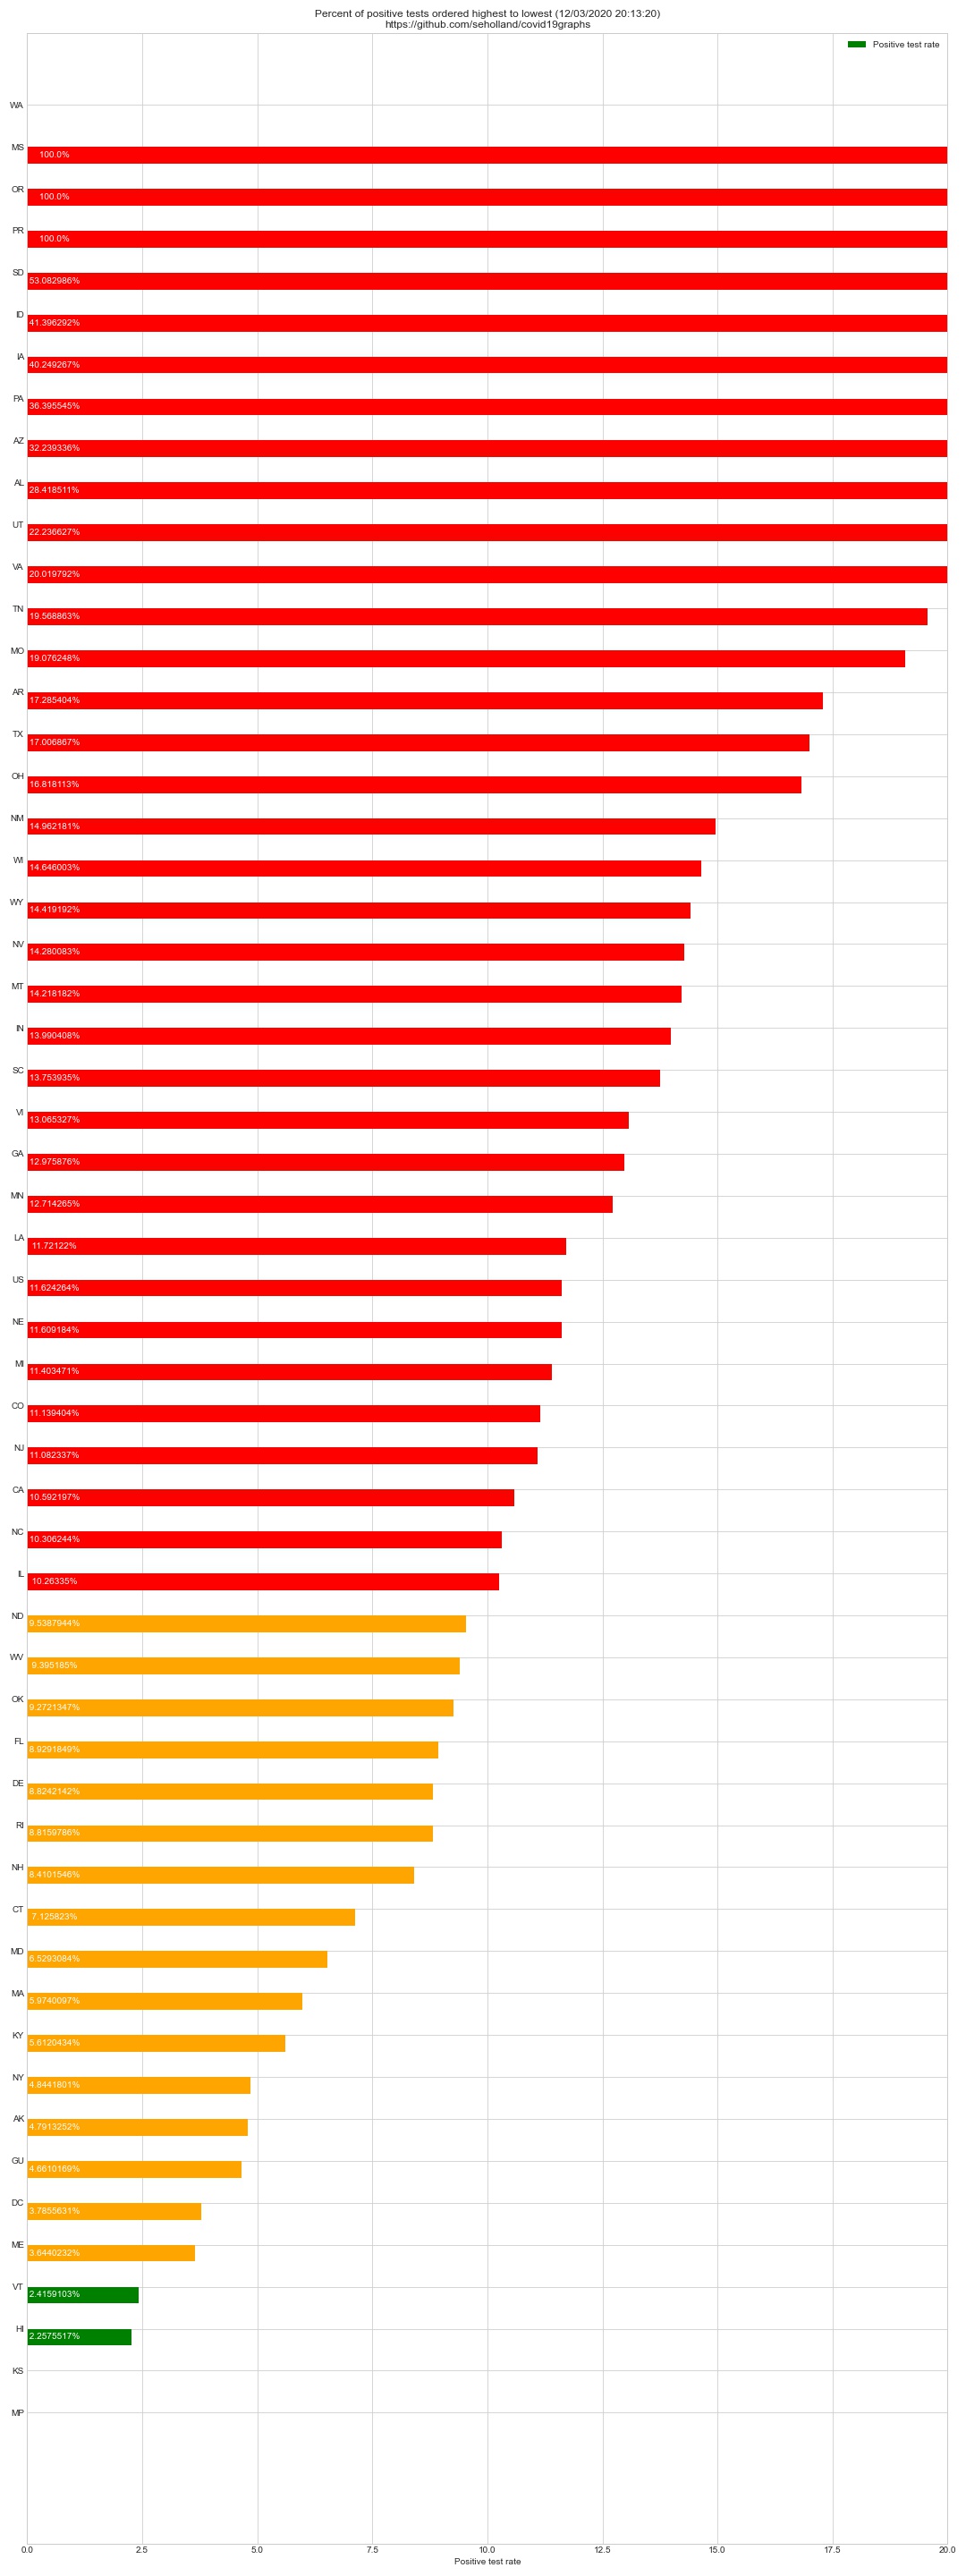 Percent of positive tests ordered highest to lowest (12/03/2020 20:13:20)
https://github.com/seholland/covid19graphs
Positive test rate
WA
MS
100.0%
OR
100.0%
PR
100.0%
SD
53.082986%
ID
41.396292%
IA
40.249267%
PA
36.395545%
AZ
32.239336%
AL
28.418511%
UT
22.236627%
VA
20.019792%
TN
19.568863%
MO
19.076248%
AR
17.285404%
TX
17.006867%
OH
16.818113%
NM
14.962181%
WI
14.646003%
WY
14.419192%
NV
14.280083%
MT
14.218182%
IN
13.990408%
SC
13.753935%
VI
13.065327%
GA
12.975876%
MN
12.714265%
LA
11.72122%
US
11.624264%
NE
11.609184%
MI
11.403471%
CO
11.139404%
NJ
11.082337%
CA
10.592197%
NC
10.306244%
IL
10.26335%
ND
9.5387944%
WV
9.395185%
OK
9.2721347%
FL
8.9291849%
DE
8.8242142%
RI
8.8159786%
NH
8.4101546%
CT
7.125823%
MD
6.5293084%
MA
5.9740097%
KY
5.6120434%
NY
4.8441801%
AK
4.7913252%
GU
4.6610169%
DC
3.7855631%
ME
3.6440232%
VT
2.4159103%
HI
2.2575517%
KS
MP
0.0 2.5 5.0 7.5 10.0 12.5 15.0 17.5 20.0
Positive test rate